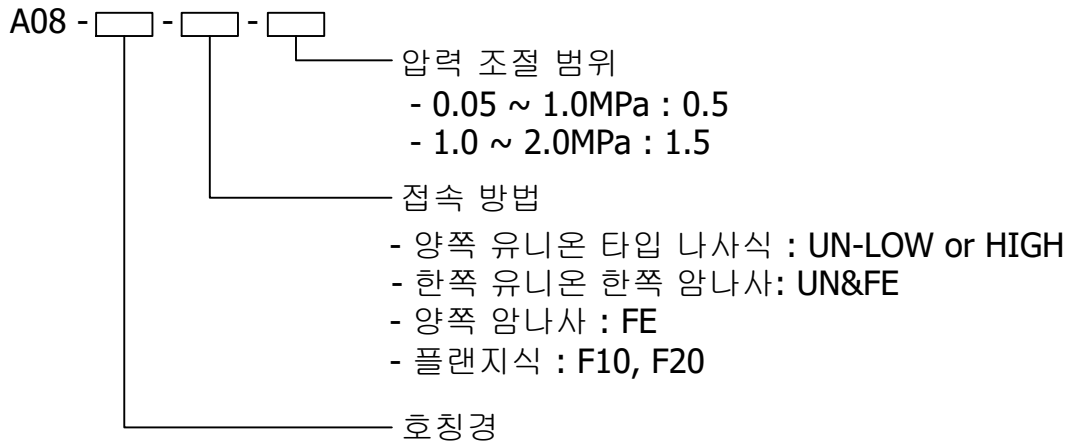 A08 - - -
압력 조절 범위
- 0.05 ~ 1.0MPa : 0.5
- 1.0 ~ 2.0MPa : 1.5
접속 방법
- 양쪽 유니온 타입 나사식 : UN-LOW or HIGH
- 한쪽 유니온 한쪽 암나사: UN&FE
- 양쪽 암나사 : FE
- 플랜지식 : F10, F20
호칭경